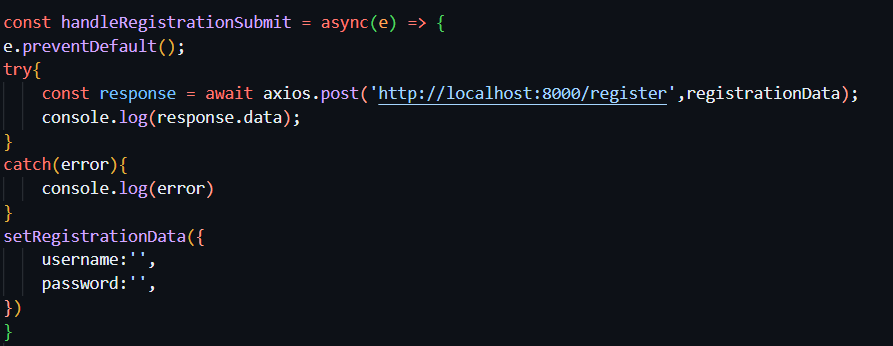 const handleRegistrationSubmit = async(e) => {
e.preventDefault();
try{
    const response = await axios.post('http://localhost:8000/register',registrationData);
    console.log(response.data);
}
catch(error){
    console.log(error)
}
setRegistrationData({
    username:'',
    password:'',
})
}